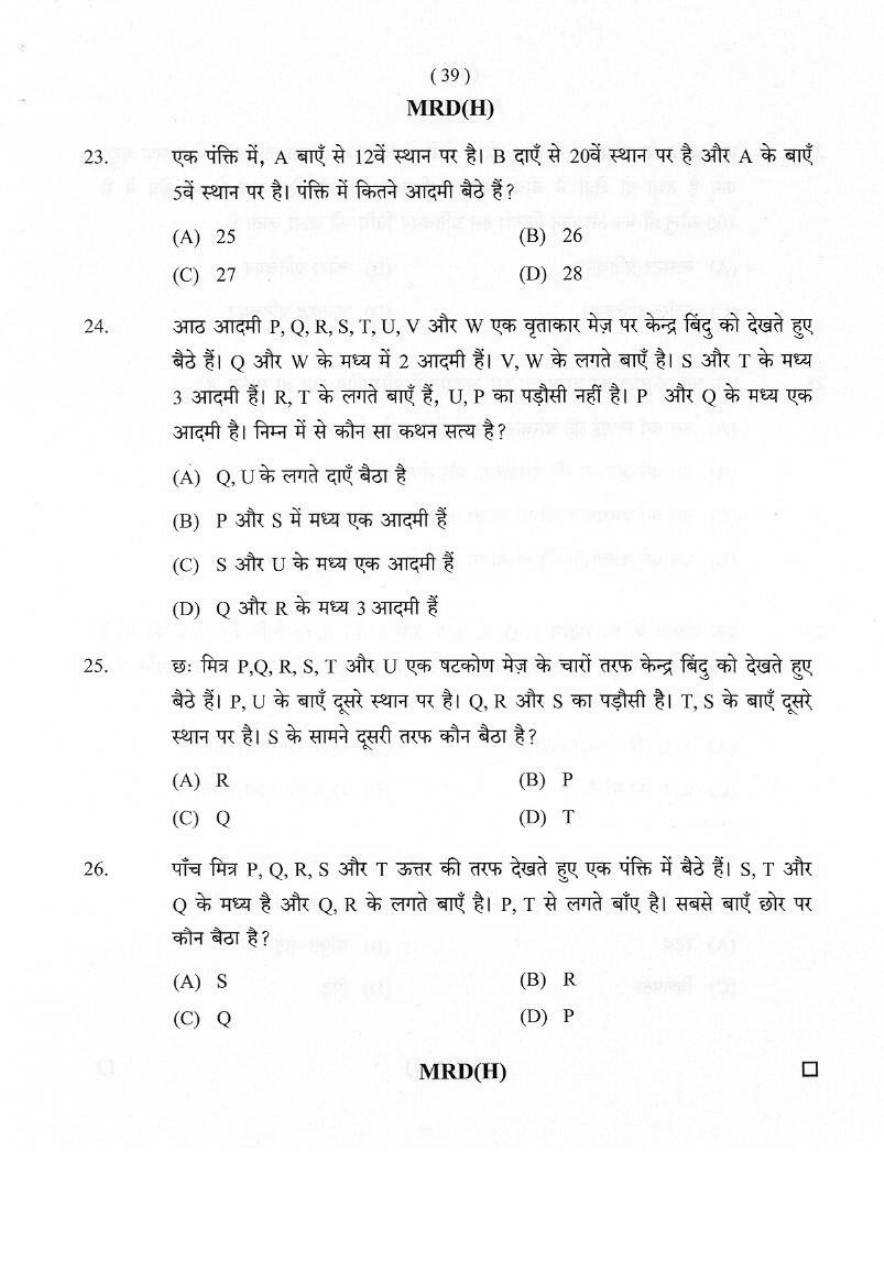 ( 39 )
MRD(H)
23. एक पंक्ति में, A बाएँ से 12वें स्थान पर है। B दाएँ से 20वें स्थान पर है और A के बाएँ
5वें स्थान पर है। पंक्ति में कितने आदमी बैठे हैं?
(A) 25 (B) 26
(C) 27 (D) 28
24. आठ आदमी P, Q, R, S, T, U, V और W एक वृताकार मेज़ पर केन्द्र बिंदु को देखते हुए
बैठे हैं। Q और W के मध्य में 2 आदमी हैं। V, W के लगते बाएँ है। S और T के मध्य
3 आदमी हैं। R, T के लगते बाएँ हैं, U, P का पड़ौसी नहीं है। P और Q के मध्य एक
आदमी है। निम्न में से कौन सा कथन सत्य है?
(A) Q, U के लगते दाएँ बैठा है
(B) P और S में मध्य एक आदमी हैं
(C) S और U के मध्य एक आदमी हैं
(D) Q और R के मध्य 3 आदमी हैं
25. छः मित्र P,Q, R, S, T और U एक षटकोण मेज़ के चारों तरफ केन्द्र बिंदु को देखते हुए
बैठे हैं। P, U के बाएँ दूसरे स्थान पर है। Q, R और S का पड़ौसी है। T, S के बाएँ दूसरे
स्थान पर है। S के सामने दूसरी तरफ कौन बैठा है?
(A) R (B) P
(C) Q (D) T
26. पाँच मित्र P, Q, R, S और T ऊत्तर की तरफ देखते हुए एक पंक्ति में बैठे हैं। S, T और
Q के मध्य है और Q, R के लगते बाएँ है। P, T से लगते बाँए है। सबसे बाएँ छोर पर
कौन बैठा है?
(A) S (B) R
(C) Q (D) P
MRD(H)